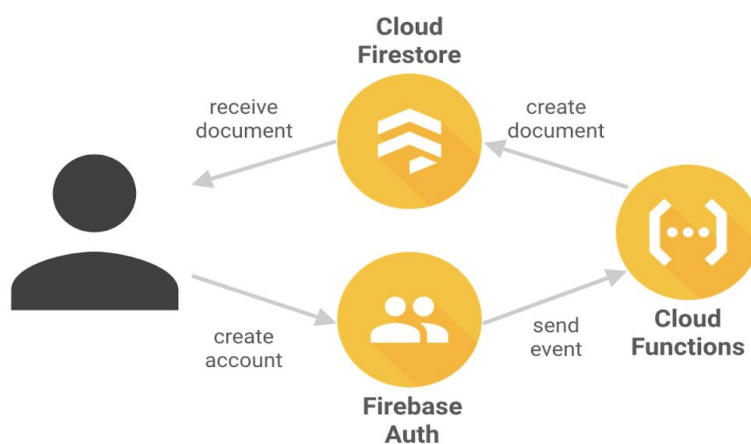 Cloud
Firestore
receive
document
create
document
create
account
send
event
Cloud
Functions
Firebase
Auth